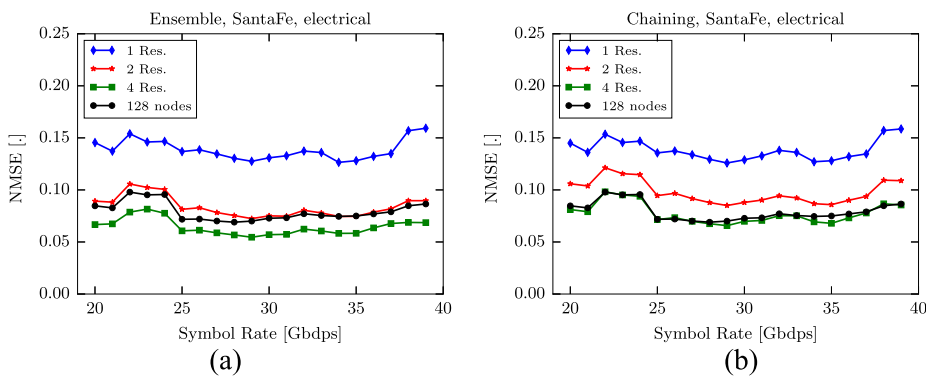 Ensemble, SantaFe, electrical
0.25
0.20
0.15
0.10
0.05
0.00
NMSE [.]
1 Res.
2 Res.
4 Res.
128 nodes
20 25 30 35 40
Symbol Rate [Gbdps]
(a)
Chaining, SantaFe, electrical
0.25
0.20
0.15
0.10
0.05
0.00
NMSE [.]
1 Res.
2 Res.
4 Res.
128 nodes
20 25 30 35 40
Symbol Rate [Gbdps]
(b)